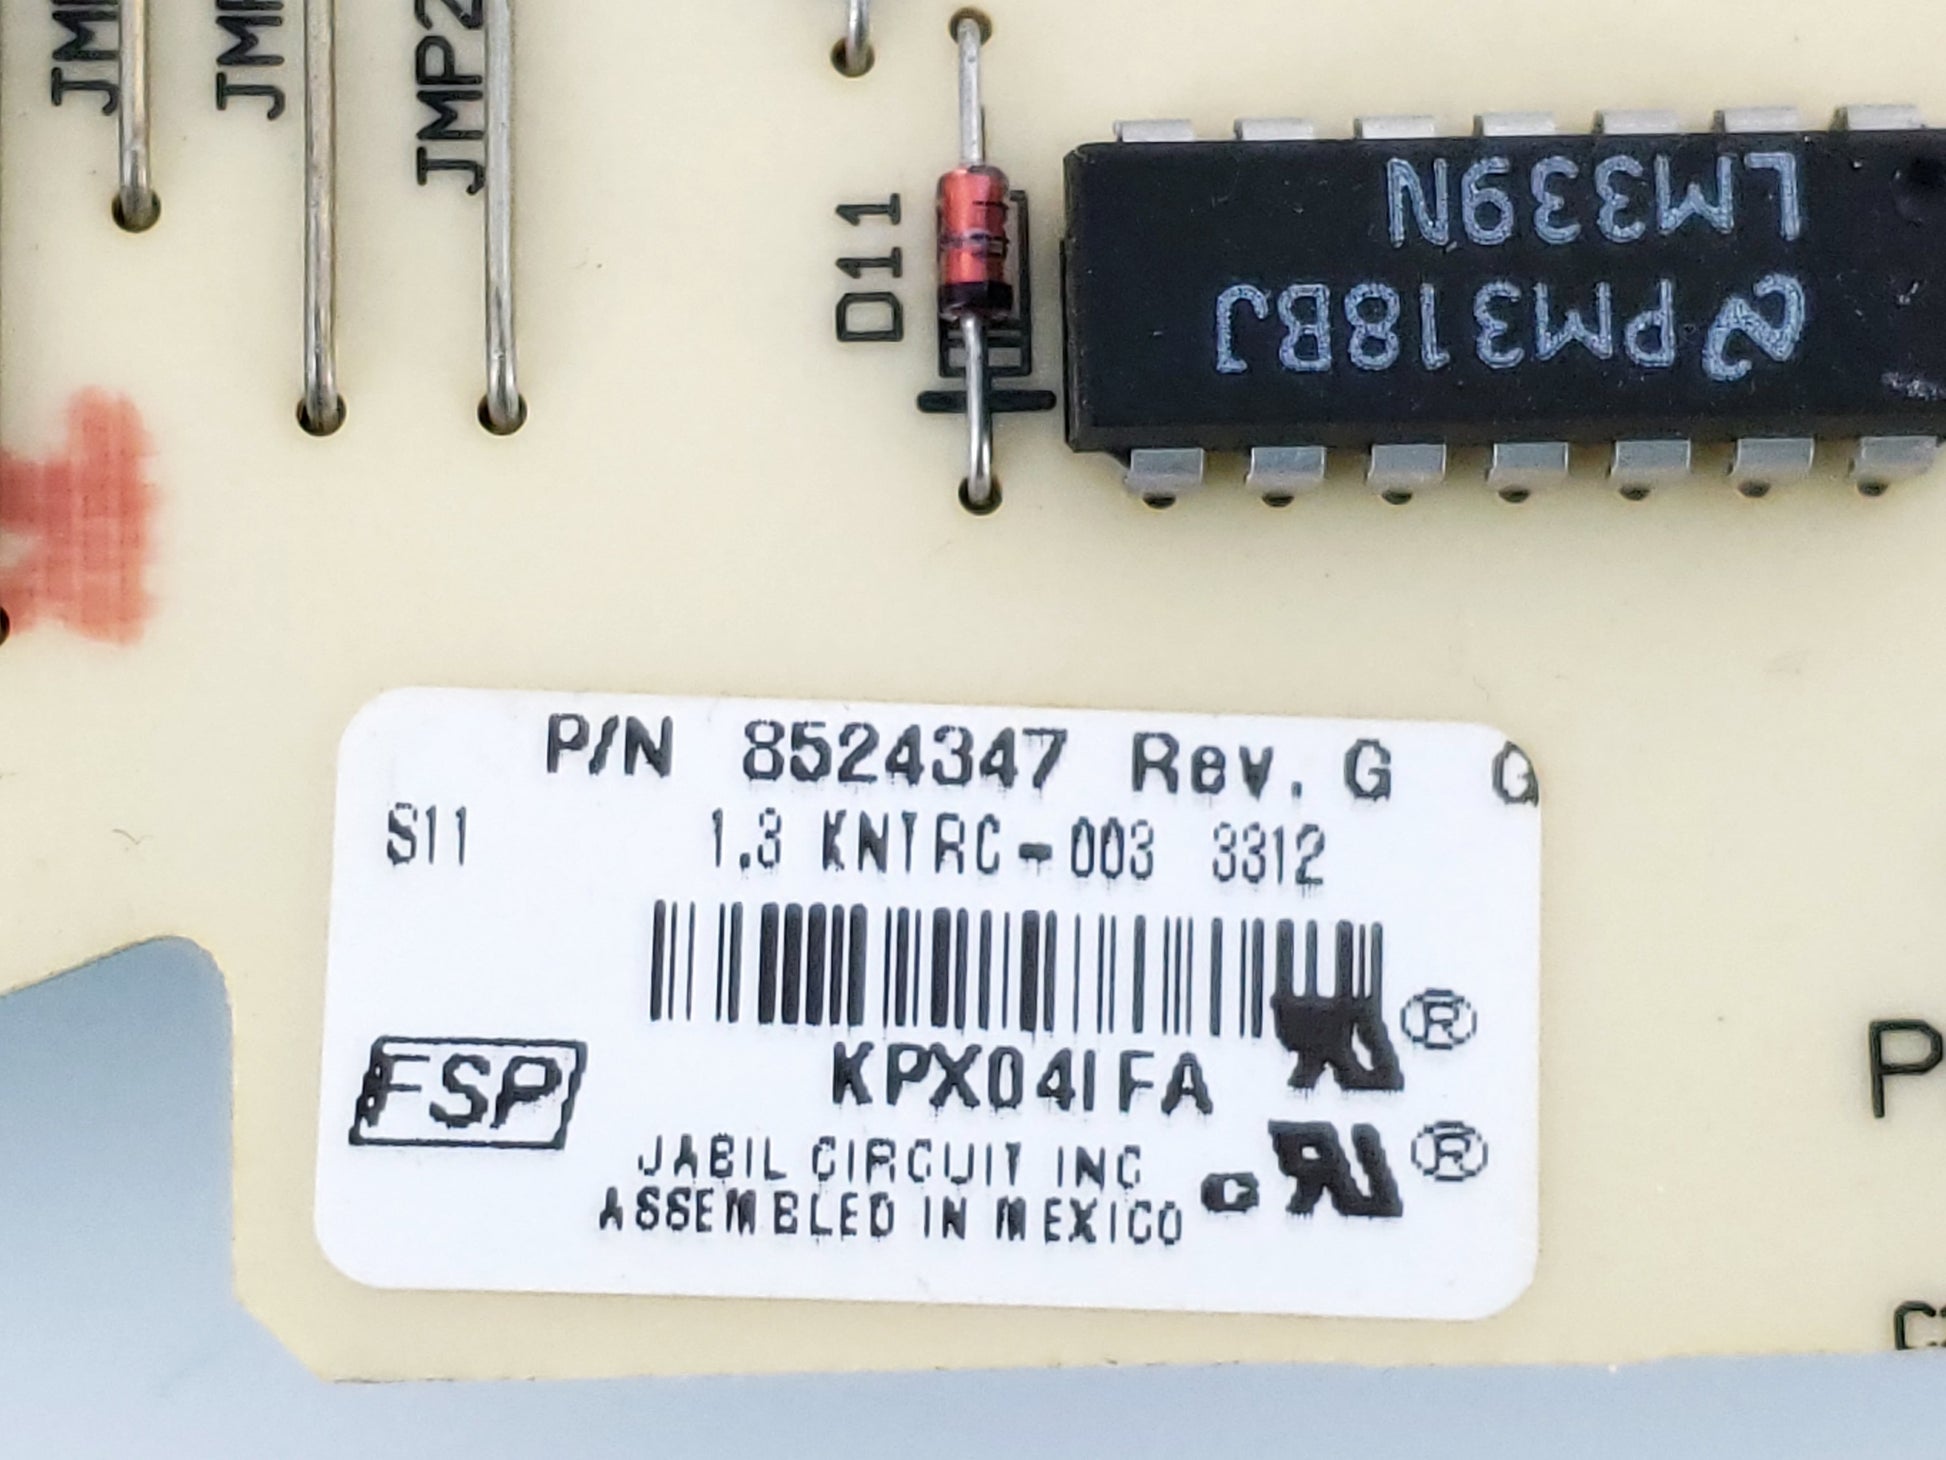 JMP2
D11
LM339N
PM318BJ
P/N 8524347 Rev. G G
S11 1.3 KNTRC-003 3312
KPX041FA
FSP
JABIL CIRCUIT INC
ASSEMBLED IN MEXICO
®
c ®
P